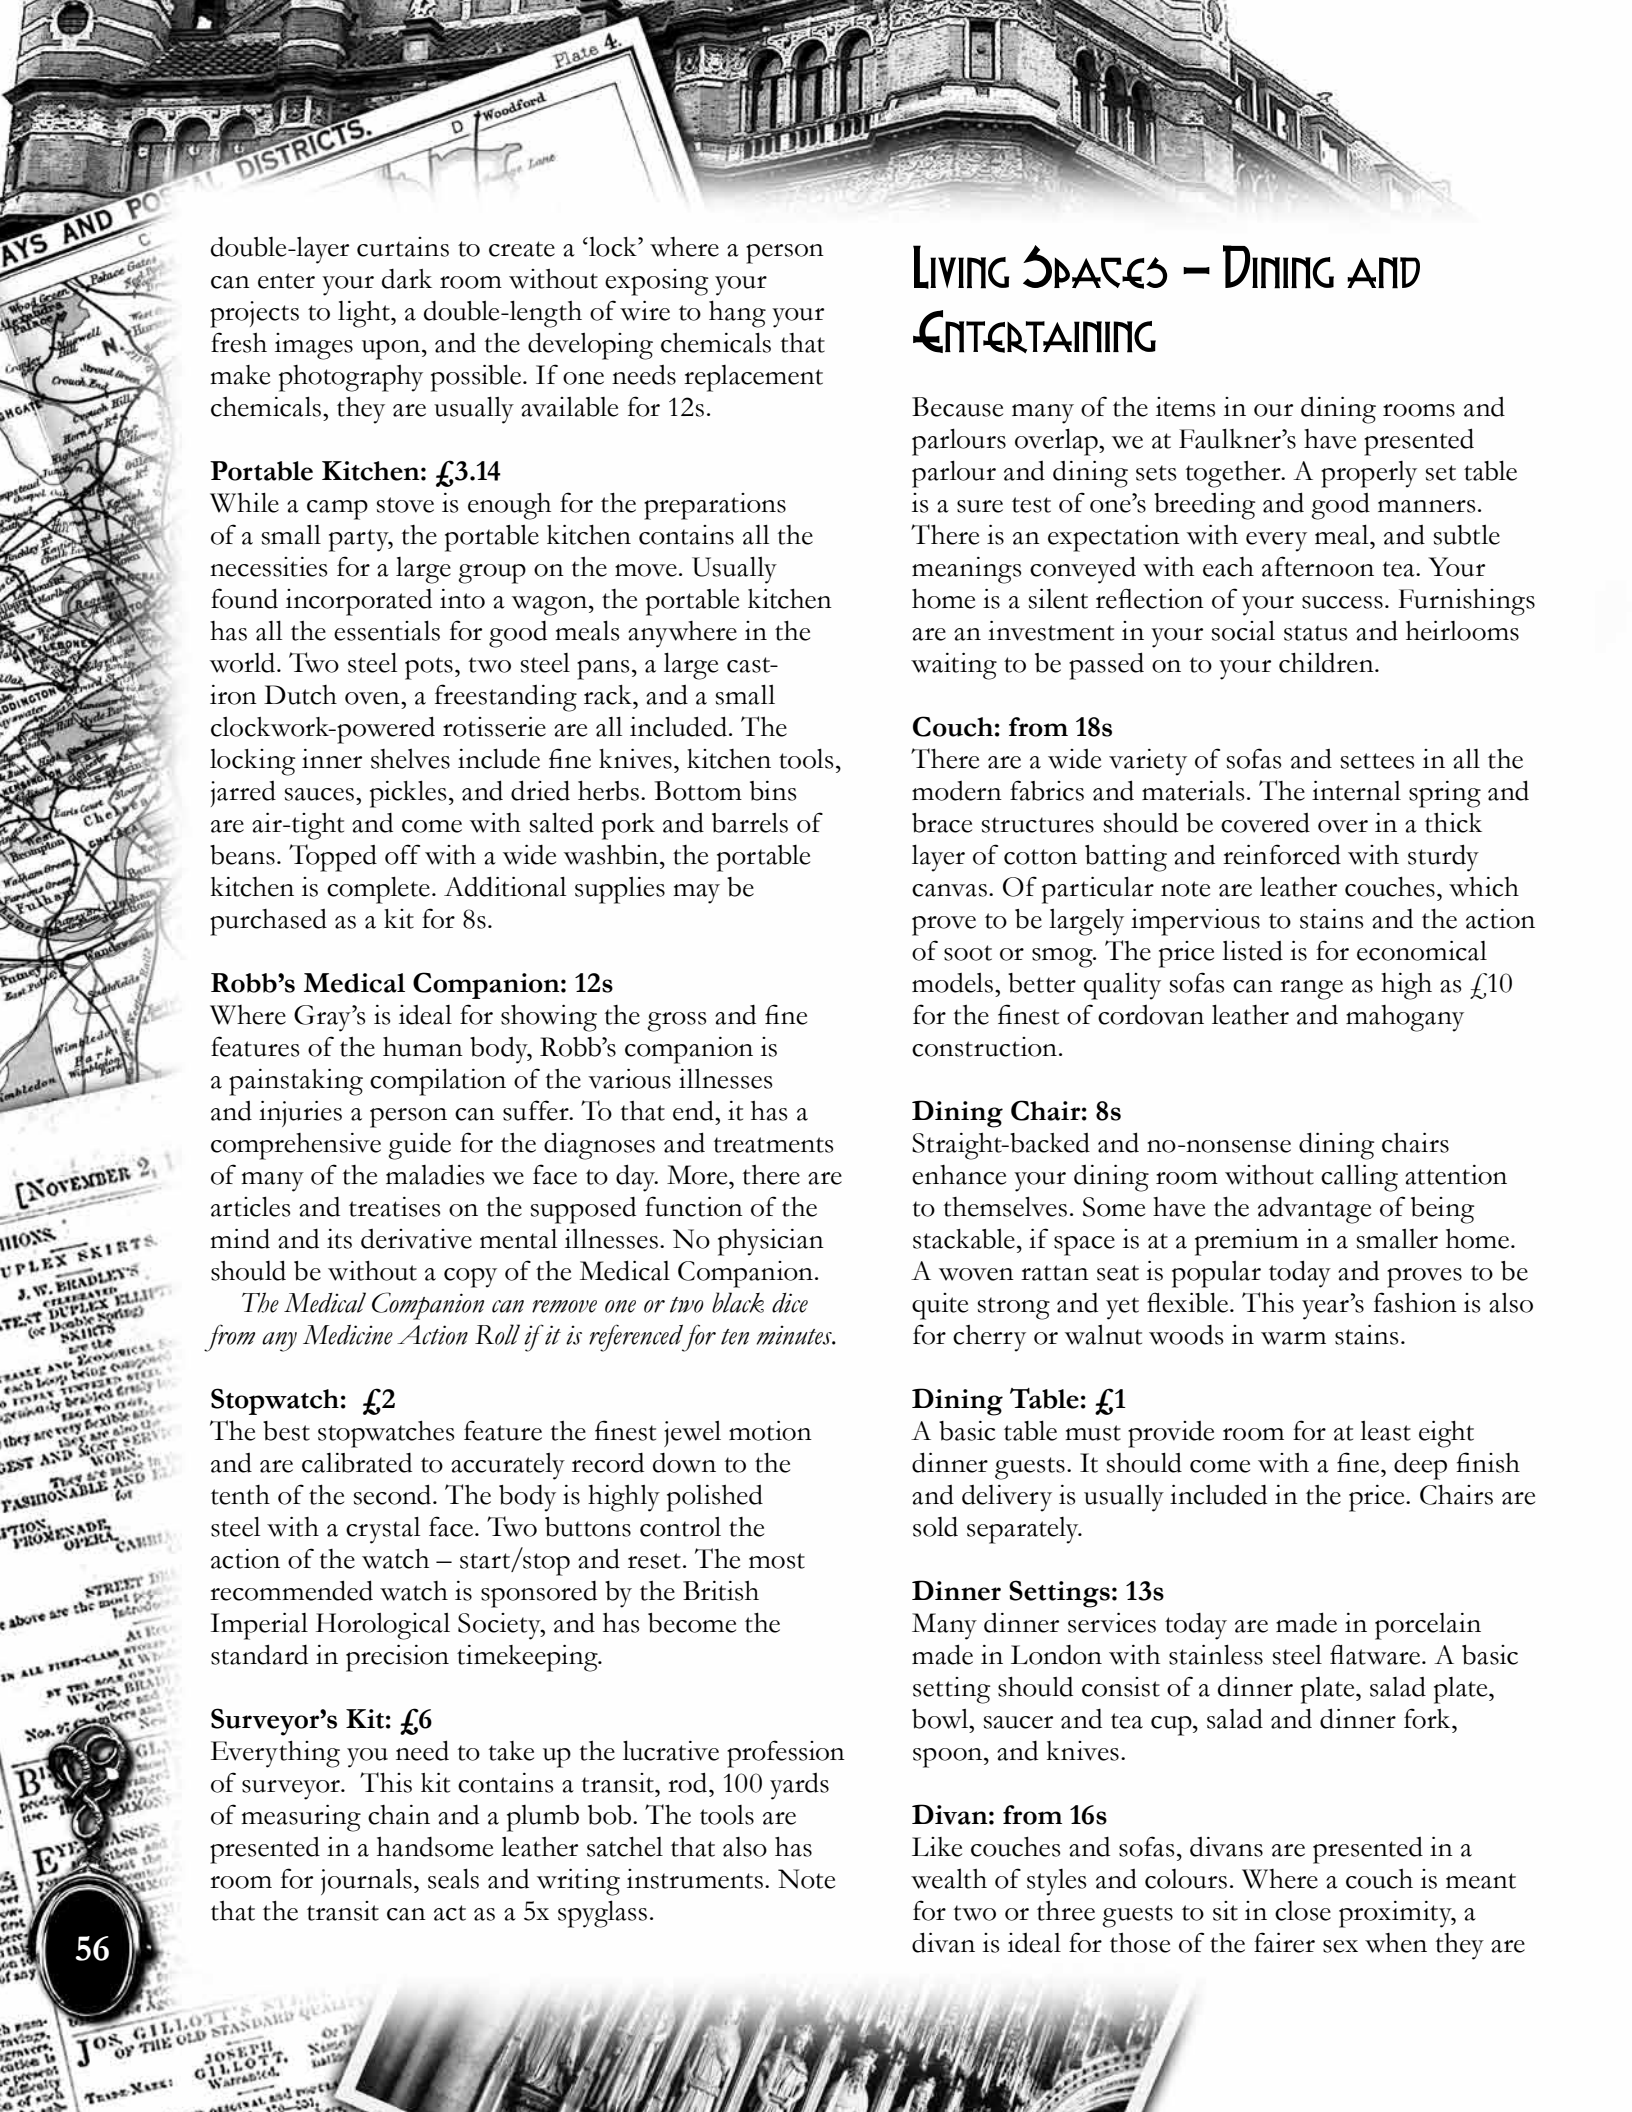 Plate 4.
DISTRICTS.
D
Woodford
AYS AND PO
C
double-layer curtains to create a ‘lock’ where a person
can enter your dark room without exposing your
projects to light, a double-length of wire to hang your
fresh images upon, and the developing chemicals that
make photography possible. If one needs replacement
chemicals, they are usually available for 12s.
Portable Kitchen: £3.14
While a camp stove is enough for the preparations
of a small party, the portable kitchen contains all the
necessities for a large group on the move. Usually
found incorporated into a wagon, the portable kitchen
has all the essentials for good meals anywhere in the
world. Two steel pots, two steel pans, a large cast-
iron Dutch oven, a freestanding rack, and a small
clockwork-powered rotisserie are all included. The
locking inner shelves include fine knives, kitchen tools,
jarred sauces, pickles, and dried herbs. Bottom bins
are air-tight and come with salted pork and barrels of
beans. Topped off with a wide washbin, the portable
kitchen is complete. Additional supplies may be
purchased as a kit for 8s.
Robb’s Medical Companion: 12s
Where Gray’s is ideal for showing the gross and fine
features of the human body, Robb’s companion is
a painstaking compilation of the various illnesses
and injuries a person can suffer. To that end, it has a
comprehensive guide for the diagnoses and treatments
of many of the maladies we face to day. More, there are
articles and treatises on the supposed function of the
mind and its derivative mental illnesses. No physician
should be without a copy of the Medical Companion.
The Medical Companion can remove one or two black dice
from any Medicine Action Roll if it is referenced for ten minutes.
Stopwatch:  £2
The best stopwatches feature the finest jewel motion
and are calibrated to accurately record down to the
tenth of the second. The body is highly polished
steel with a crystal face. Two buttons control the
action of the watch – start/stop and reset. The most
recommended watch is sponsored by the British
Imperial Horological Society, and has become the
standard in precision timekeeping.
Surveyor’s Kit: £6
Everything you need to take up the lucrative profession
of surveyor.  This kit contains a transit, rod, 100 yards
of measuring chain and a plumb bob. The tools are
presented in a handsome leather satchel that also has
room for journals, seals and writing instruments. Note
that the transit can act as a 5x spyglass.
Living Spaces – Dining and
Entertaining
Because many of the items in our dining rooms and
parlours overlap, we at Faulkner’s have presented
parlour and dining sets together. A properly set table
is a sure test of one’s breeding and good manners.
There is an expectation with every meal, and subtle
meanings conveyed with each afternoon tea. Your
home is a silent reflection of your success. Furnishings
are an investment in your social status and heirlooms
waiting to be passed on to your children.
Couch: from 18s
There are a wide variety of sofas and settees in all the
modern fabrics and materials. The internal spring and
brace structures should be covered over in a thick
layer of cotton batting and reinforced with sturdy
canvas. Of particular note are leather couches, which
prove to be largely impervious to stains and the action
of soot or smog. The price listed is for economical
models, better quality sofas can range as high as £10
for the finest of cordovan leather and mahogany
construction.
Dining Chair: 8s
Straight-backed and no-nonsense dining chairs
enhance your dining room without calling attention
to themselves. Some have the advantage of being
stackable, if space is at a premium in a smaller home.
A woven rattan seat is popular today and proves to be
quite strong and yet flexible. This year’s fashion is also
for cherry or walnut woods in warm stains.
Dining Table: £1
A basic table must provide room for at least eight
dinner guests. It should come with a fine, deep finish
and delivery is usually included in the price. Chairs are
sold separately.
Dinner Settings: 13s
Many dinner services today are made in porcelain
made in London with stainless steel flatware. A basic
setting should consist of a dinner plate, salad plate,
bowl, saucer and tea cup, salad and dinner fork,
spoon, and knives.
Divan: from 16s
Like couches and sofas, divans are presented in a
wealth of styles and colours. Where a couch is meant
for two or three guests to sit in close proximity, a
divan is ideal for those of the fairer sex when they are
[NOVEMBER 2,
J. W. BRADLEY'S
FASHIONABLE AND
PROMENADE,
OPERA,
56
JOS. GILLOTT'S
OF THE OLD STANDARD QUALITY
JOSEPH
GILLOTT,
Warranted.
TRADE MARK: